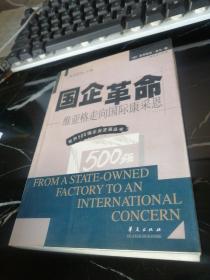 国企革命
维亚格走向国际康采恩
500强
FROM A STATE-OWNED
FACTORY TO AN
INTERNATIONAL
CONCERN
华夏出版社